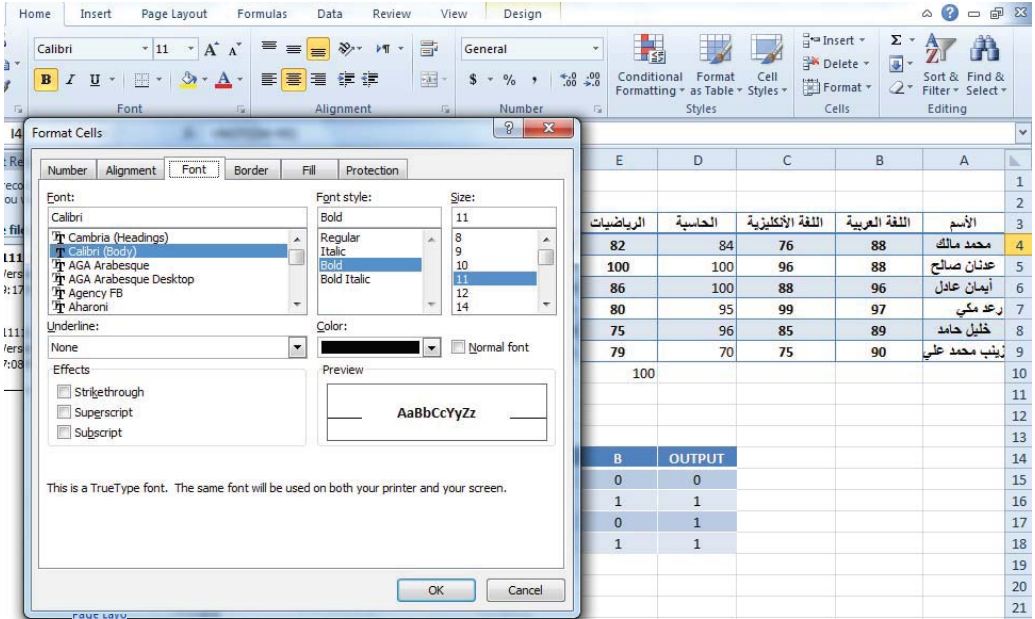 Home Insert Page Layout Formulas Data Review View Design
Calibri 11 A A General Insert Σ
B I U A $ % , .0 .00 .00 .0 Conditional Formatting Format as Table Cell Styles Delete Format Sort & Filter Find & Select
Font Alignment Number Styles Cells Editing
I4
Format Cells
Number Alignment Font Border Fill Protection
Font: Font style: Size:
Calibri Bold 11
Cambria (Headings) Regular 8
Calibri (Body) Italic 9
AGA Arabesque Bold 10
AGA Arabesque Desktop Bold Italic 11
Agency FB 12
Aharoni 14
Underline: Color:
None Normal font
Effects Preview
Strikethrough
Superscript AaBbCcYyZz
Subscript
This is a TrueType font. The same font will be used on both your printer and your screen.
OK Cancel
E D C B A
1
2
الأسم اللغة العربية اللغة الأنكليزية الحاسبة الرياضيات 3
82 84 76 88 محمد مالك 4
100 100 96 88 عدنان صالح 5
86 100 88 96 أيمان عادل 6
80 95 99 97 رعد مكي 7
75 96 85 89 خليل حامد 8
79 70 75 90 زينب محمد علي 9
100 10
11
12
13
B OUTPUT 14
0 0 15
1 1 16
0 1 17
1 1 18
19
20
21